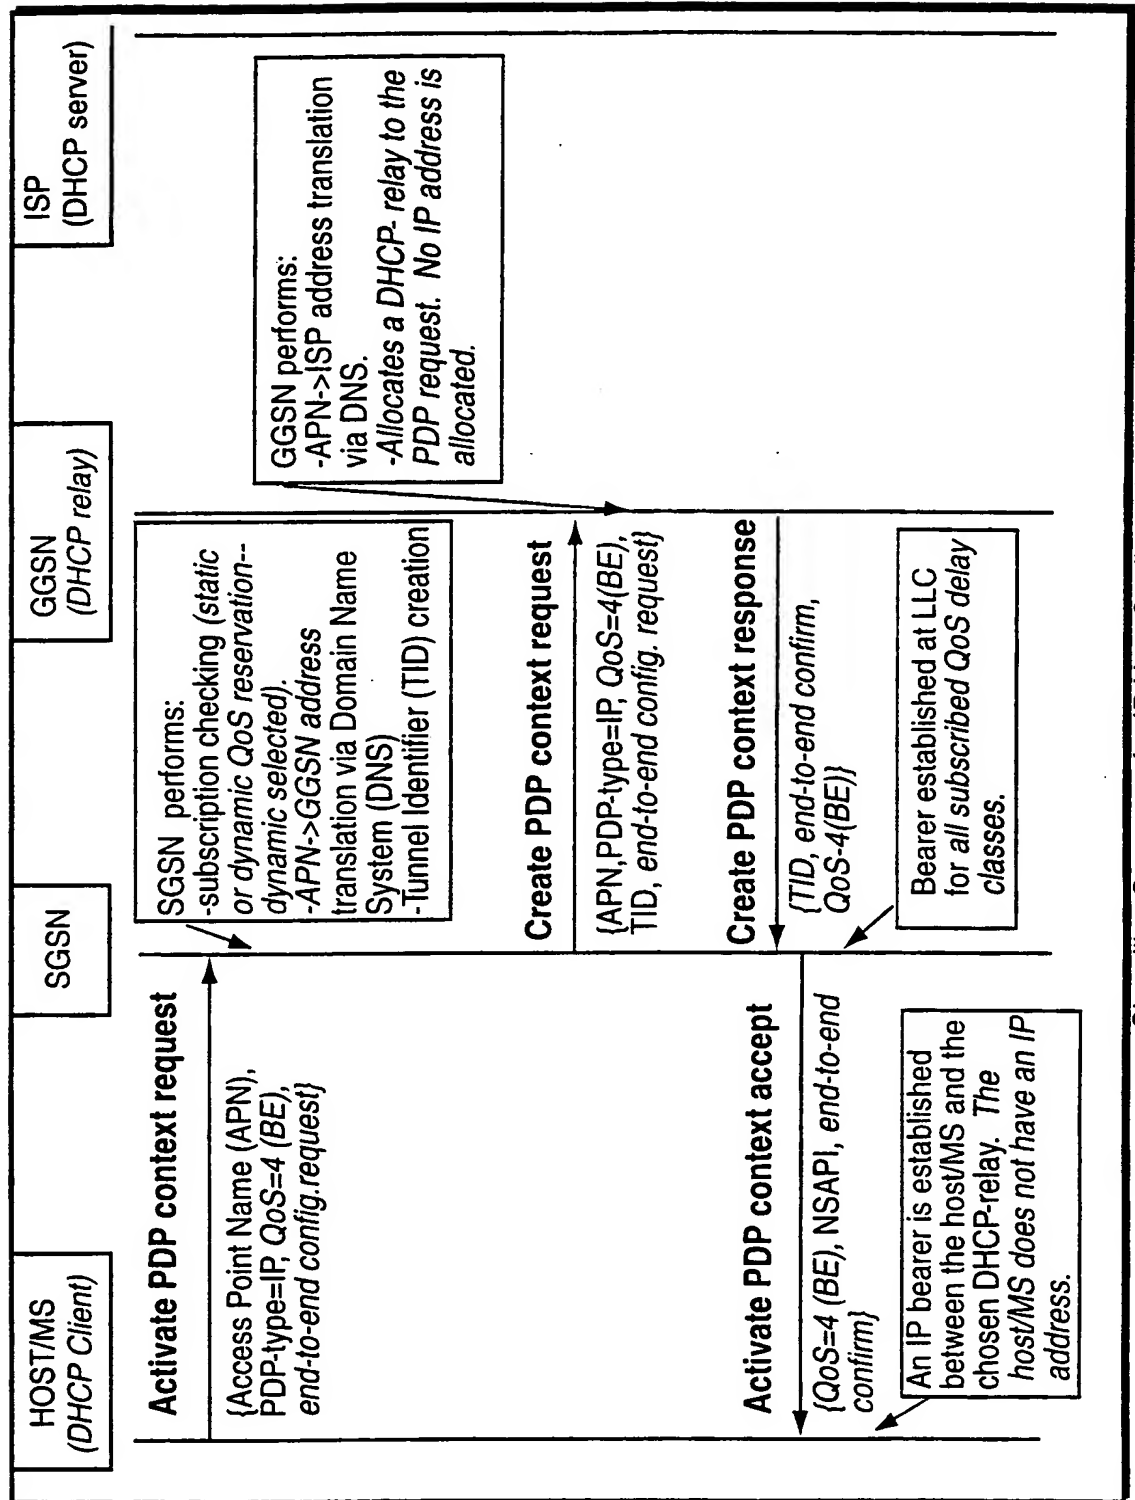 HOST/MS
(DHCP Client)
SGSN
GGSN
(DHCP relay)
ISP
(DHCP server)
Activate PDP context request
{Access Point Name (APN),
PDP-type=IP, QoS=4 (BE),
end-to-end config.request}
SGSN performs:
-subscription checking (static
or dynamic QoS reservation--
dynamic selected).
-APN->GGSN address
translation via Domain Name
System (DNS)
-Tunnel Identifier (TID) creation
Create PDP context request
{APN,PDP-type=IP, QoS=4(BE),
TID, end-to-end config. request}
GGSN performs:
-APN->ISP address translation
via DNS.
-Allocates a DHCP- relay to the
PDP request. No IP address is
allocated.
Create PDP context response
{TID, end-to-end confirm,
QoS-4(BE)}
Bearer established at LLC
for all subscribed QoS delay
classes.
Activate PDP context accept
{QoS=4 (BE), NSAPI, end-to-end
confirm}
An IP bearer is established
between the host/MS and the
chosen DHCP-relay. The
host/MS does not have an IP
address.